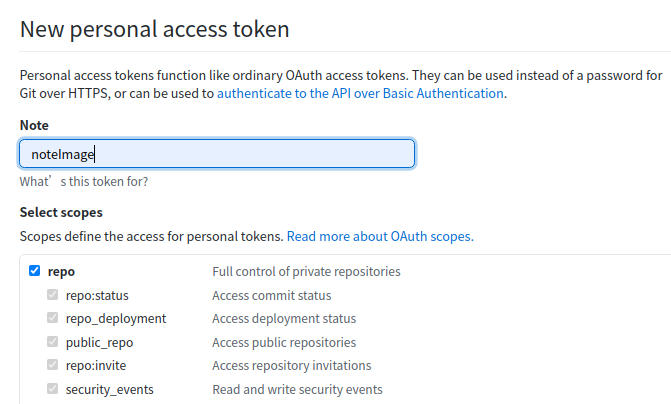 New personal access token
Personal access tokens function like ordinary OAuth access tokens. They can be used instead of a password for
Git over HTTPS, or can be used to authenticate to the API over Basic Authentication.
Note
noteImage
What’s this token for?
Select scopes
Scopes define the access for personal tokens. Read more about OAuth scopes.
repo Full control of private repositories
repo:status Access commit status
repo_deployment Access deployment status
public_repo Access public repositories
repo:invite Access repository invitations
security_events Read and write security events